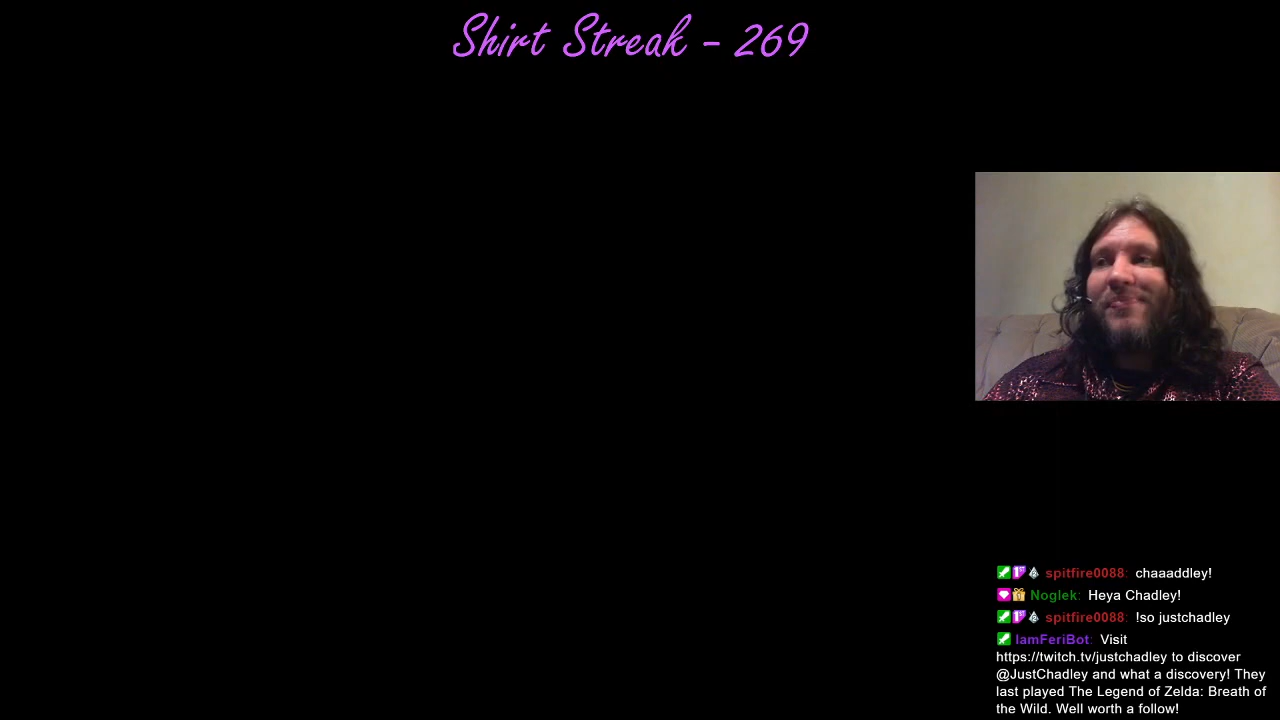 Shirt Streak - 269
spitfire0088: chaaaddley!
Noglek: Heya Chadley!
spitfire0088: !so justchadley
IamFeriBot: Visit
https://twitch.tv/justchadley to discover
@JustChadley and what a discovery! They
last played The Legend of Zelda: Breath of
the Wild. Well worth a follow!